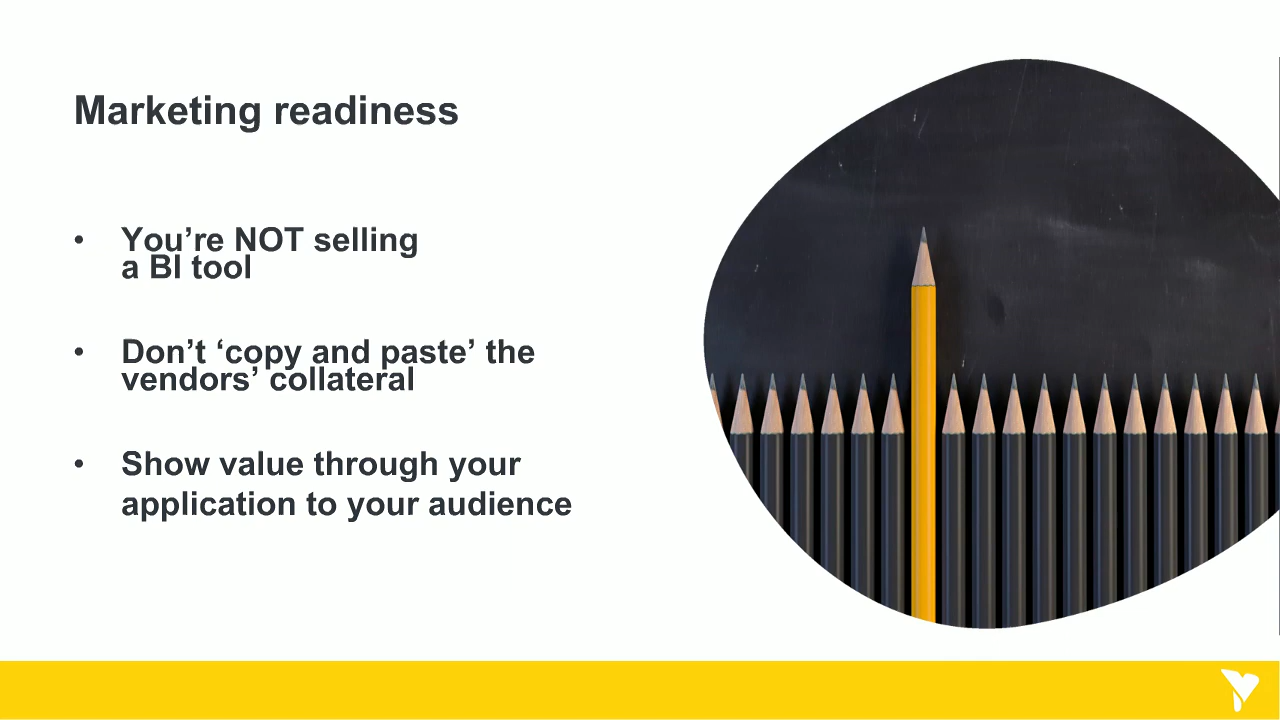 Marketing readiness
• You’re NOT selling
a BI tool
• Don’t ‘copy and paste’ the
vendors’ collateral
• Show value through your
application to your audience